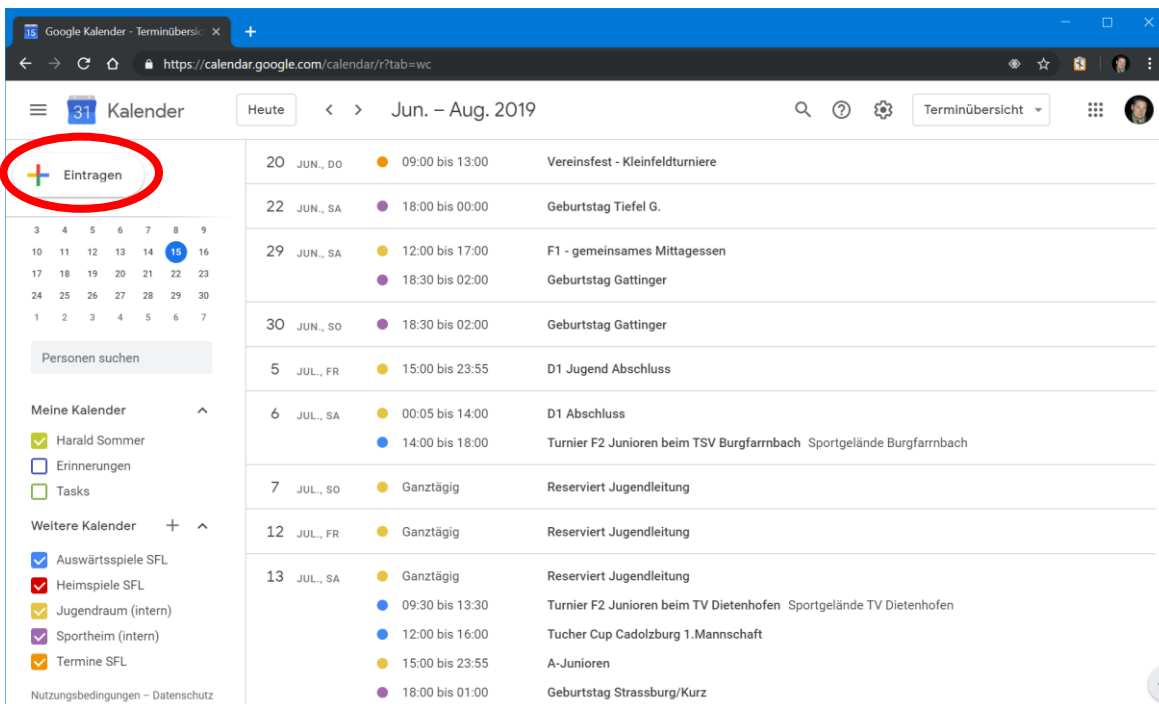 15 Google Kalender - Terminübersic
https://calendar.google.com/calendar/r?tab=wc
31 Kalender Heute Jun. – Aug. 2019 Terminübersicht
Eintragen
3 4 5 6 7 8 9
10 11 12 13 14 15 16
17 18 19 20 21 22 23
24 25 26 27 28 29 30
1 2 3 4 5 6 7
Personen suchen
Meine Kalender
Harald Sommer
Erinnerungen
Tasks
Weitere Kalender
Auswärtsspiele SFL
Heimspiele SFL
Jugendraum (intern)
Sportheim (intern)
Termine SFL
Nutzungsbedingungen – Datenschutz
20 JUN., DO 09:00 bis 13:00 Vereinsfest - Kleinfeldturniere
22 JUN., SA 18:00 bis 00:00 Geburtstag Tiefel G.
29 JUN., SA 12:00 bis 17:00 F1 - gemeinsames Mittagessen
18:30 bis 02:00 Geburtstag Gattinger
30 JUN., SO 18:30 bis 02:00 Geburtstag Gattinger
5 JUL., FR 15:00 bis 23:55 D1 Jugend Abschluss
6 JUL., SA 00:05 bis 14:00 D1 Abschluss
14:00 bis 18:00 Turnier F2 Junioren beim TSV Burgfarrnbach Sportgelände Burgfarrnbach
7 JUL., SO Ganztägig Reserviert Jugendleitung
12 JUL., FR Ganztägig Reserviert Jugendleitung
13 JUL., SA Ganztägig Reserviert Jugendleitung
09:30 bis 13:30 Turnier F2 Junioren beim TV Dietenhofen Sportgelände TV Dietenhofen
12:00 bis 16:00 Tucher Cup Cadolzburg 1.Mannschaft
15:00 bis 23:55 A-Junioren
18:00 bis 01:00 Geburtstag Strassburg/Kurz